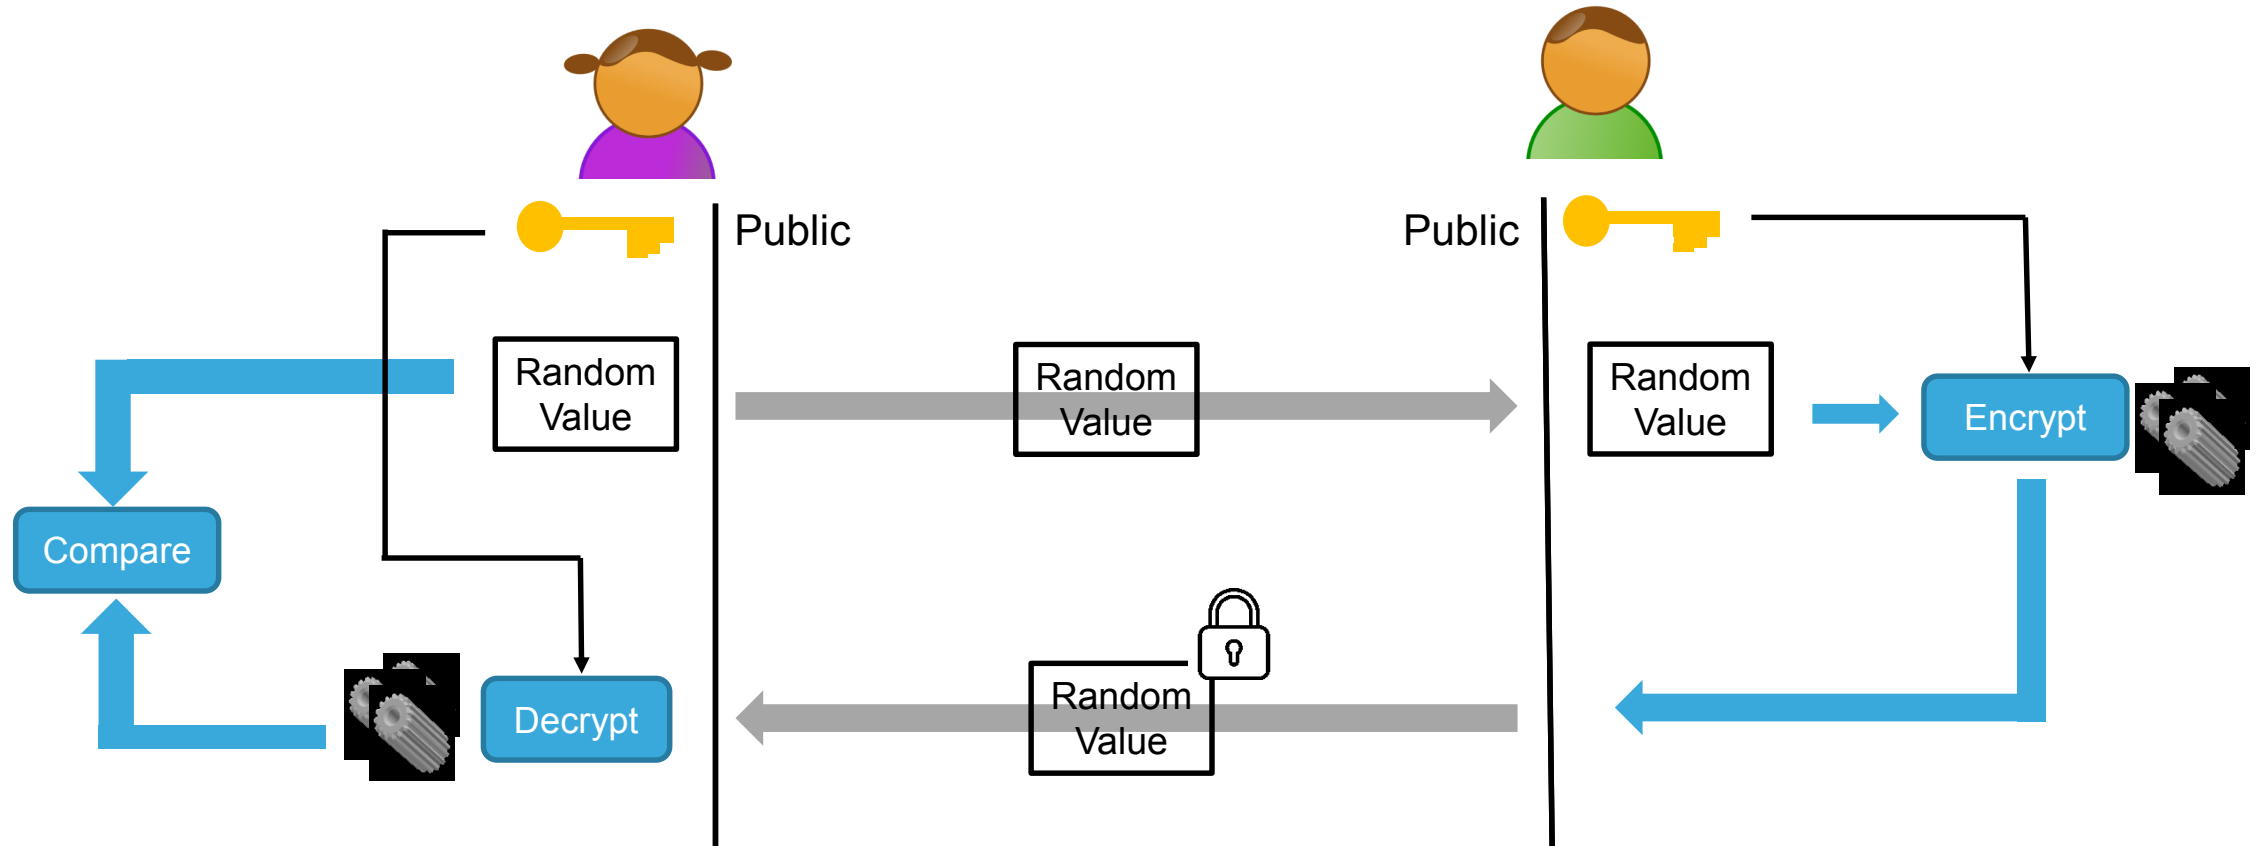 Public
Public
Random
Value
Random
Value
Random
Value
Encrypt
Compare
Random
Value
Decrypt